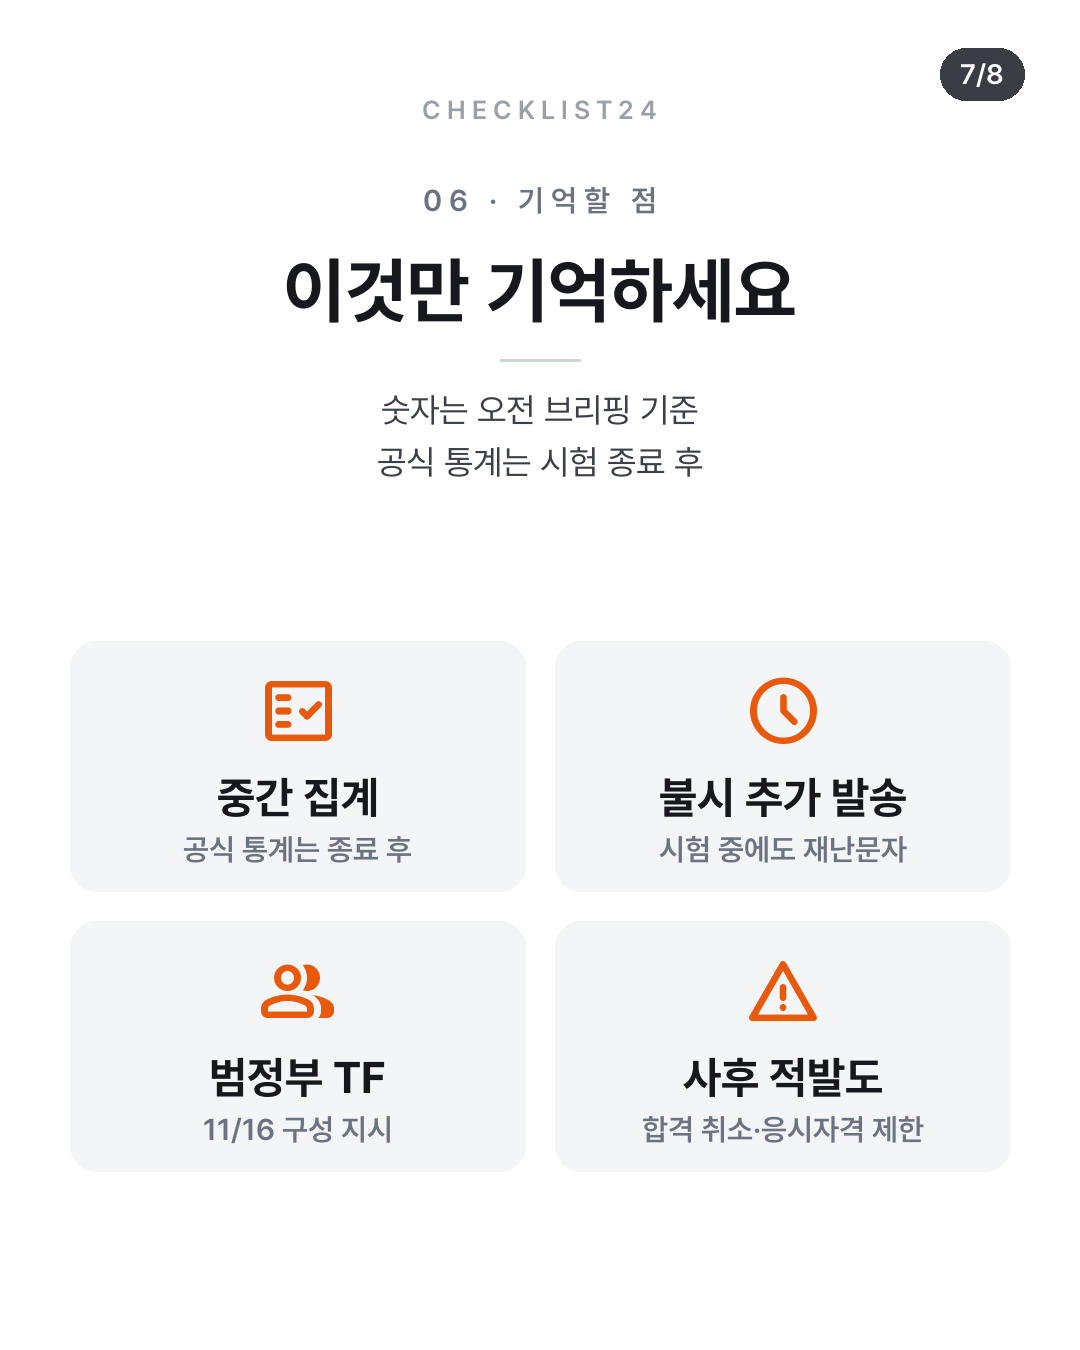 7/8
CHECKLIST24
06 · 기억할 점
이것만 기억하세요
숫자는 오전 브리핑 기준
공식 통계는 시험 종료 후
중간 집계
공식 통계는 종료 후
불시 추가 발송
시험 중에도 재난문자
범정부 TF
11/16 구성 지시
사후 적발도
합격 취소·응시자격 제한